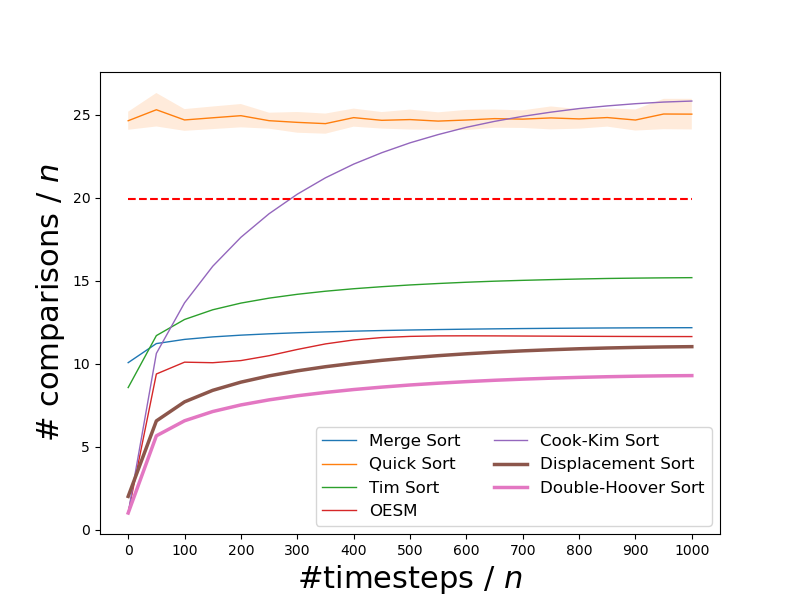 # comparisons / n
25
20
15
10
5
0
0 100 200 300 400 500 600 700 800 900 1000
#timesteps / n
Merge Sort
Quick Sort
Tim Sort
OESM
Cook-Kim Sort
Displacement Sort
Double-Hoover Sort